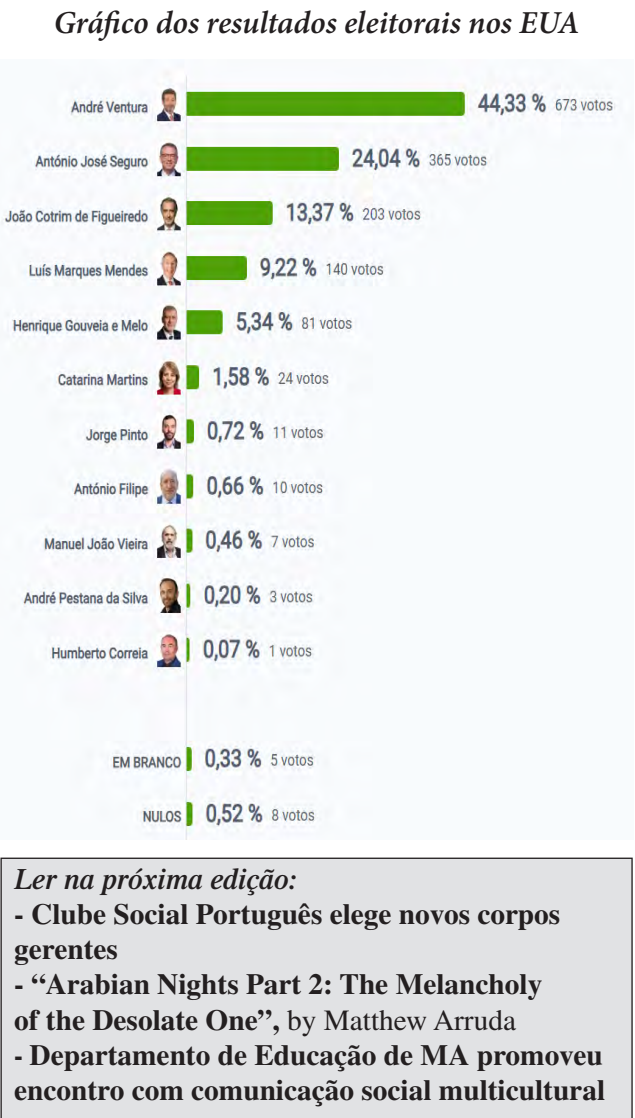 Gráfico dos resultados eleitorais nos EUA
André Ventura 44,33 % 673 votos
António José Seguro 24,04 % 365 votos
João Cotrim de Figueiredo 13,37 % 203 votos
Luís Marques Mendes 9,22 % 140 votos
Henrique Gouveia e Melo 5,34 % 81 votos
Catarina Martins 1,58 % 24 votos
Jorge Pinto 0,72 % 11 votos
António Filipe 0,66 % 10 votos
Manuel João Vieira 0,46 % 7 votos
André Pestana da Silva 0,20 % 3 votos
Humberto Correia 0,07 % 1 votos
EM BRANCO 0,33 % 5 votos
NULOS 0,52 % 8 votos
Ler na próxima edição:
- Clube Social Português elege novos corpos
gerentes
- “Arabian Nights Part 2: The Melancholy
of the Desolate One”, by Matthew Arruda
- Departamento de Educação de MA promoveu
encontro com comunicação social multicultural